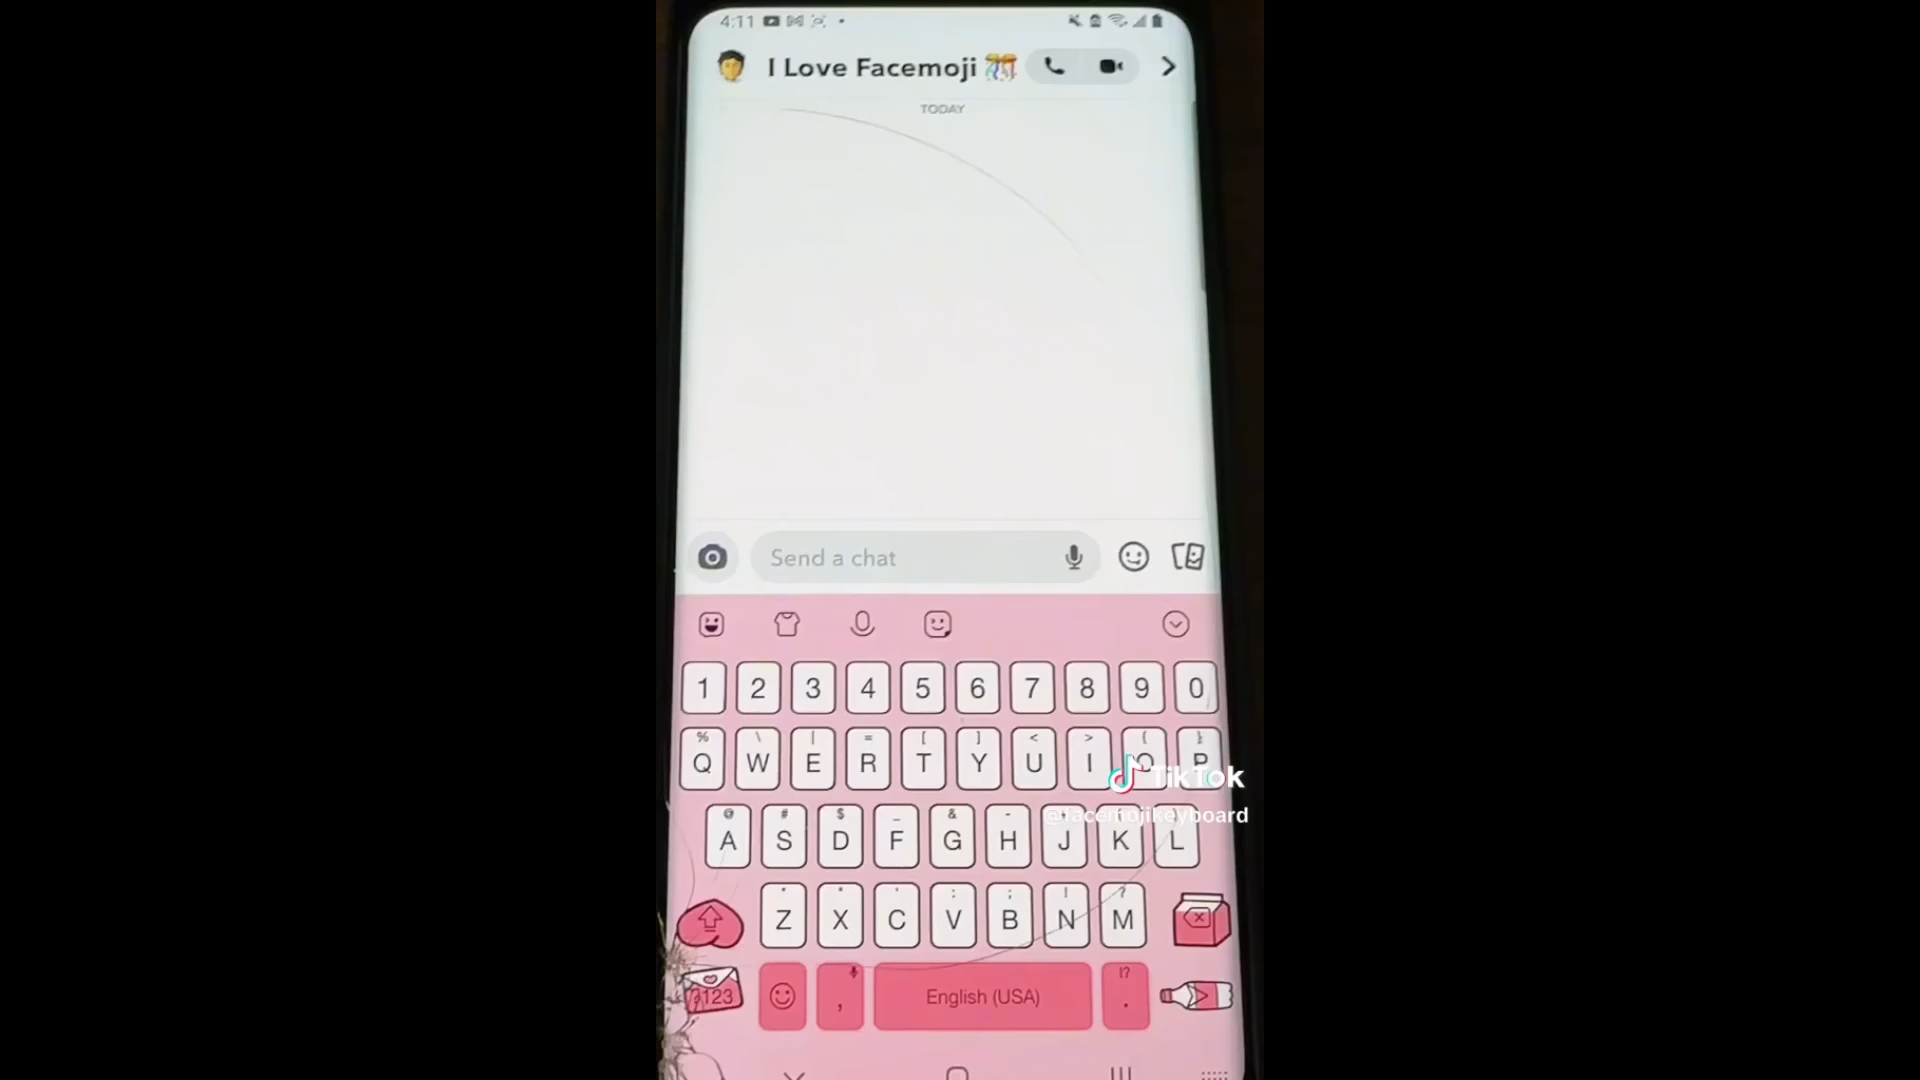 4:11
I Love Facemoji
TODAY
Send a chat
1 2 3 4 5 6 7 8 9 0
% \ | = [ ] < > {
Q W E R T Y U I O P
TikTok
@ # $ _ & -
@facemojikeyboard
A S D F G H J K L
: ; ?
Z X C V B N M
!?
?123 , English (USA) .